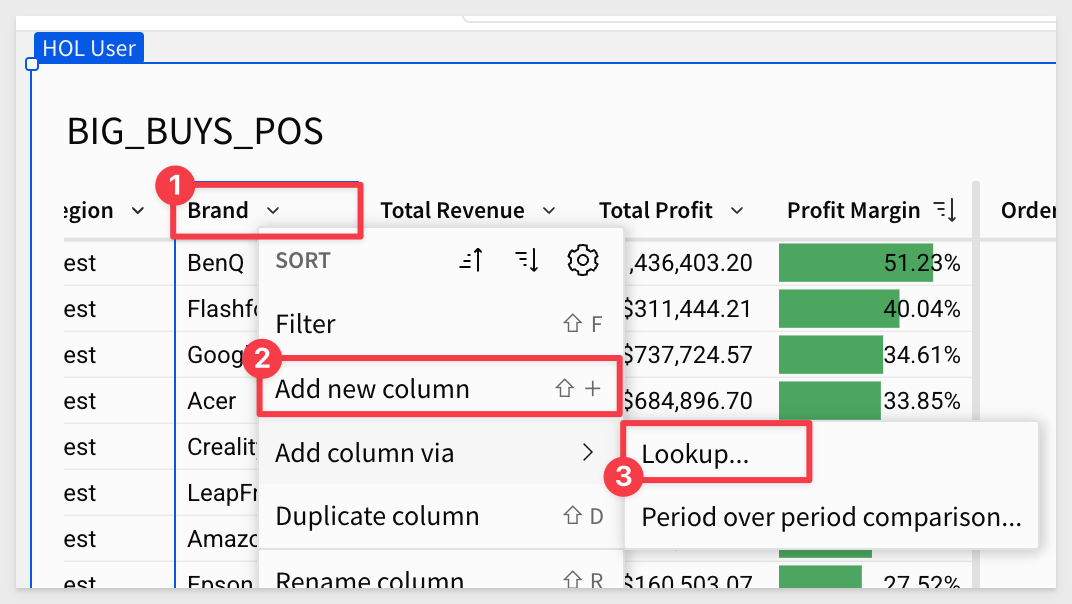 HOL User
BIG_BUYS_POS
1
egion Brand Total Revenue Total Profit Profit Margin Order
est BenQ SORT ,436,403.20 51.23%
est Flashfo Filter F $311,444.21 40.04%
2
est Goog $737,724.57 34.61%
est Acer Add new column + $684,896.70 33.85%
est Creality Add column via Lookup...
3
est LeapFr Duplicate column D Period over period comparison...
est Amazo
est Epson Rename column R $160,503.07 27.52%